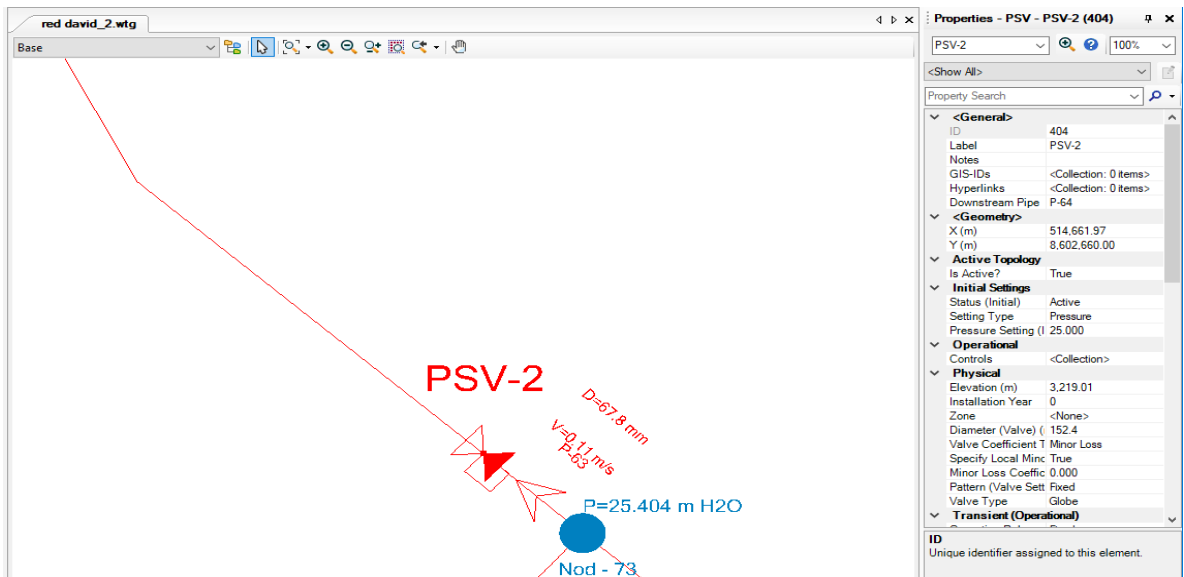 red david_2.wtg
Base
PSV-2
D=67.8 mm
V=0.11 m/s
P-63
P=25.404 m H2O
Nod - 73
Properties - PSV - PSV-2 (404)
PSV-2
100%
<Show All>
Property Search
<General>
ID 404
Label PSV-2
Notes
GIS-IDs <Collection: 0 items>
Hyperlinks <Collection: 0 items>
Downstream Pipe P-64
<Geometry>
X (m) 514,661.97
Y (m) 8,602,660.00
Active Topology
Is Active? True
Initial Settings
Status (Initial) Active
Setting Type Pressure
Pressure Setting (I 25.000
Operational
Controls <Collection>
Physical
Elevation (m) 3,219.01
Installation Year 0
Zone <None>
Diameter (Valve) ( 152.4
Valve Coefficient T Minor Loss
Specify Local Minc True
Minor Loss Coeffic 0.000
Pattern (Valve Sett Fixed
Valve Type Globe
Transient (Operational)
ID
Unique identifier assigned to this element.